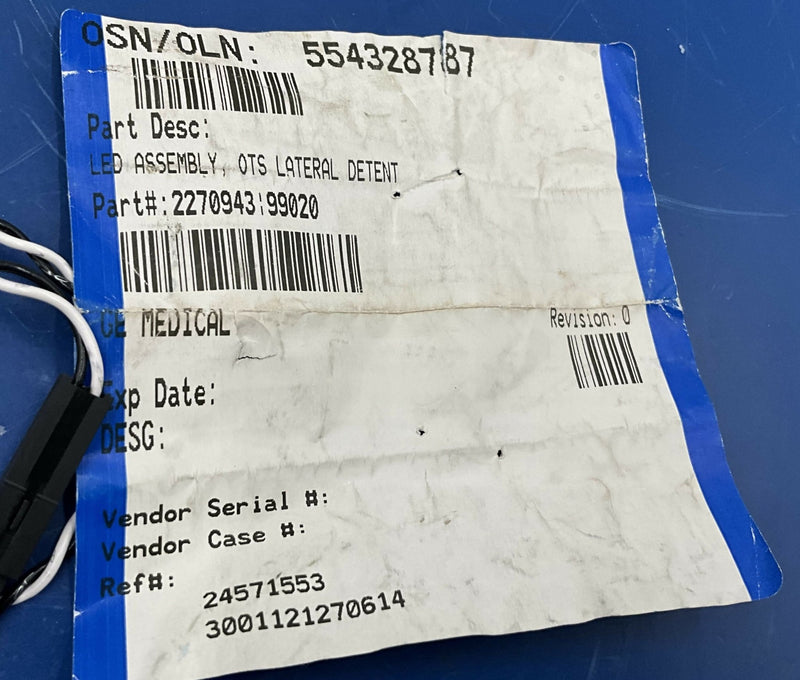 OSN/OLN: 554328787
Part Desc:
LED ASSEMBLY, OTS LATERAL DETENT
Part#:2270943:99020
GE MEDICAL
Revision: 0
Exp Date:
DESG:
Vendor Serial #:
Vendor Case #:
Ref#:
24571553
3001121270614